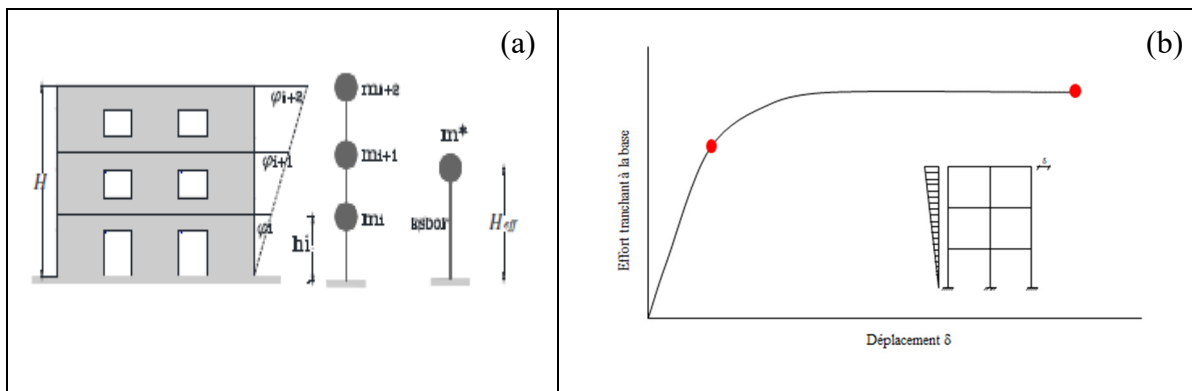 (a)
φi+2
mi+2
m*
H
φi+1
mi+1
φi
mi
hi
Heff
(b)
Effort tranchant à la base
δ
Déplacement δ